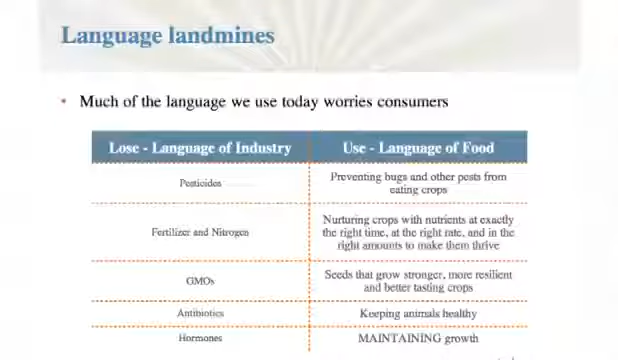 Language landmines
• Much of the language we use today worries consumers
Lose - Language of Industry
Use - Language of Food
Pesticides
Preventing bugs and other pests from
eating crops
Fertilizer and Nitrogen
Nurturing crops with nutrients at exactly
the right time, at the right rate, and in the
right amounts to make them thrive
GMOs
Seeds that grow stronger, more resilient
and better tasting crops
Antibiotics
Keeping animals healthy
Hormones
MAINTAINING growth